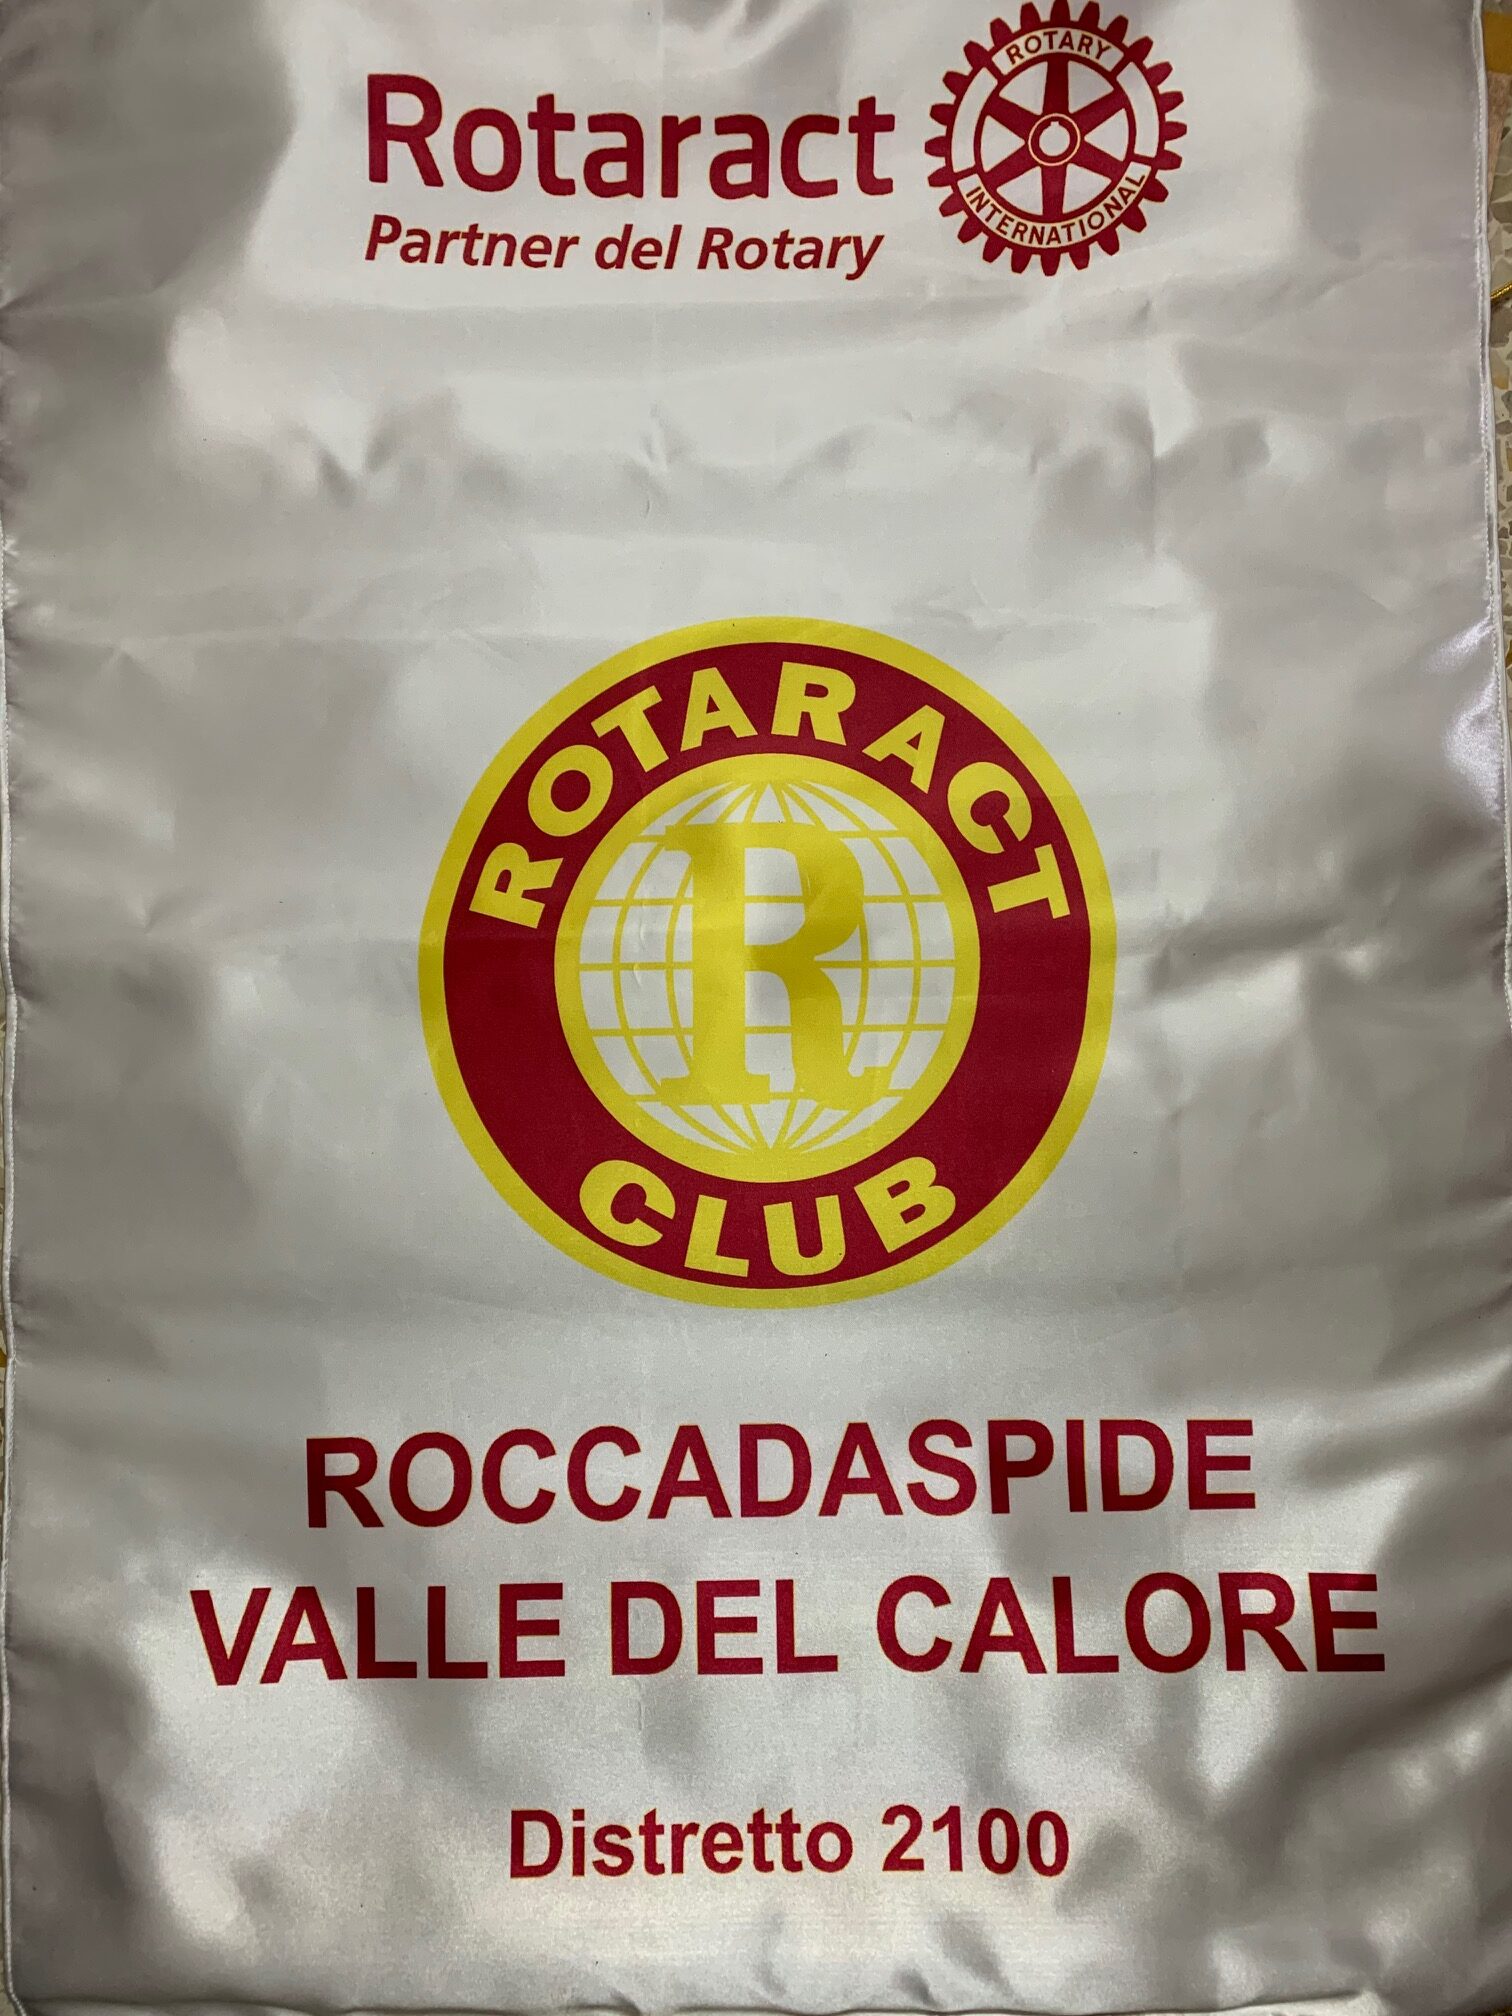 Rotaract
Partner del Rotary
ROTARY
INTERNATIONAL
ROTARACT
R
CLUB
ROCCADASPIDE
VALLE DEL CALORE
Distretto 2100